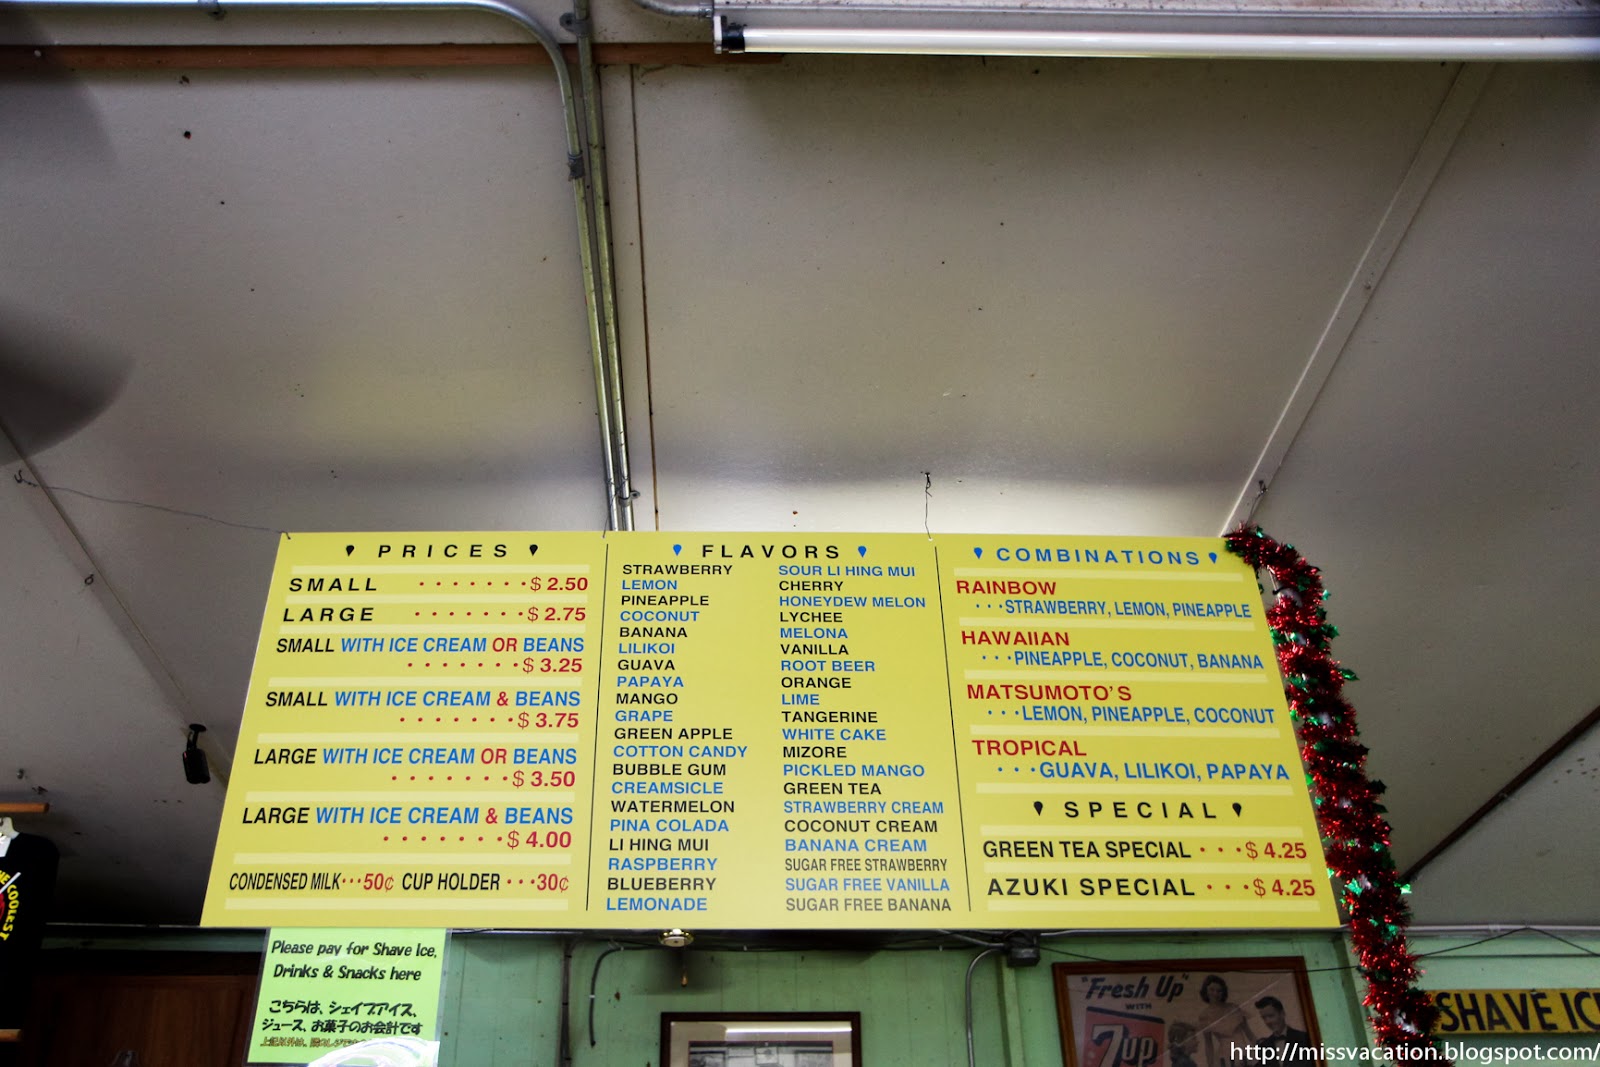 PRICES
SMALL ·······$ 2.50
LARGE ·······$ 2.75
SMALL WITH ICE CREAM OR BEANS
·······$ 3.25
SMALL WITH ICE CREAM & BEANS
·······$ 3.75
LARGE WITH ICE CREAM OR BEANS
·······$ 3.50
LARGE WITH ICE CREAM & BEANS
·······$ 4.00
CONDENSED MILK···50¢ CUP HOLDER ···30¢
FLAVORS
STRAWBERRY
LEMON
PINEAPPLE
COCONUT
BANANA
LILIKOI
GUAVA
PAPAYA
MANGO
GRAPE
GREEN APPLE
COTTON CANDY
BUBBLE GUM
CREAMSICLE
WATERMELON
PINA COLADA
LI HING MUI
RASPBERRY
BLUEBERRY
LEMONADE
SOUR LI HING MUI
CHERRY
HONEYDEW MELON
LYCHEE
MELONA
VANILLA
ROOT BEER
ORANGE
LIME
TANGERINE
WHITE CAKE
MIZORE
PICKLED MANGO
GREEN TEA
STRAWBERRY CREAM
COCONUT CREAM
BANANA CREAM
SUGAR FREE STRAWBERRY
SUGAR FREE VANILLA
SUGAR FREE BANANA
COMBINATIONS
RAINBOW
···STRAWBERRY, LEMON, PINEAPPLE
HAWAIIAN
···PINEAPPLE, COCONUT, BANANA
MATSUMOTO'S
···LEMON, PINEAPPLE, COCONUT
TROPICAL
···GUAVA, LILIKOI, PAPAYA
SPECIAL
GREEN TEA SPECIAL ···$ 4.25
AZUKI SPECIAL ···$ 4.25
Please pay for Shave Ice,
Drinks & Snacks here
こちらは、シェイブアイス、
ジュース、お菓子のお会計です
COOLEST
"Fresh Up"
WITH
7up
SHAVE IC
http://missvacation.blogspot.com/